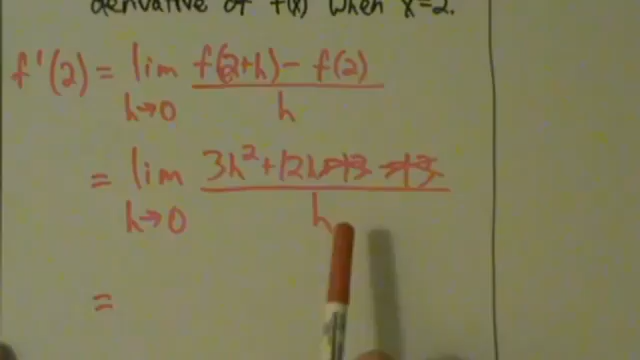 derivative of f(x) when x=2.
f'(2) = lim h→0 f(2+h) - f(2) / h
= lim h→0 3h²+12h+13 -13 / h
=